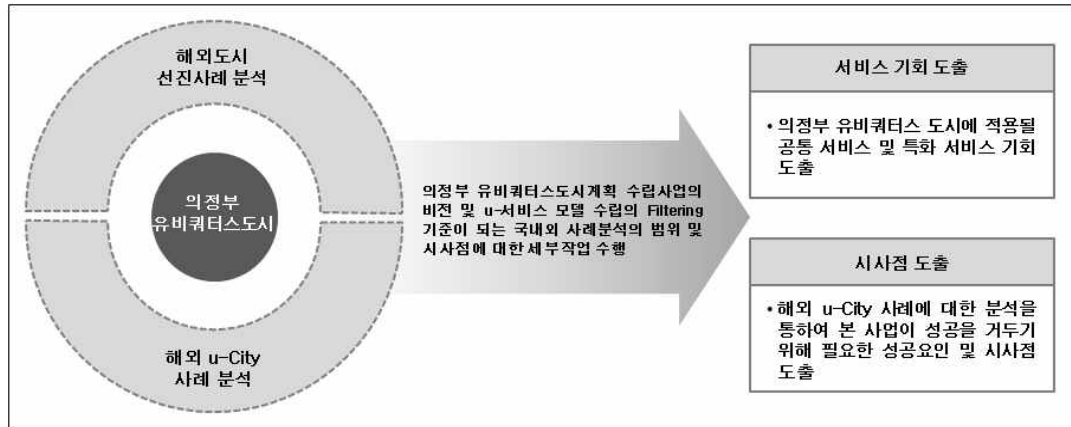 해외도시
선진사례 분석
의정부
유비쿼터스도시
해외 u-City
사례 분석
의정부 유비쿼터스도시계획 수립사업의
비전 및 u-서비스 모델 수립의 Filtering
기준이 되는 국내외 사례분석의 범위 및
시사점에 대한 세부작업 수행
서비스 기회 도출
• 의정부 유비쿼터스 도시에 적용될
공통 서비스 및 특화 서비스 기회
도출
시사점 도출
• 해외 u-City 사례에 대한 분석을
통하여 본 사업이 성공을 거두기
위해 필요한 성공요인 및 시사점
도출